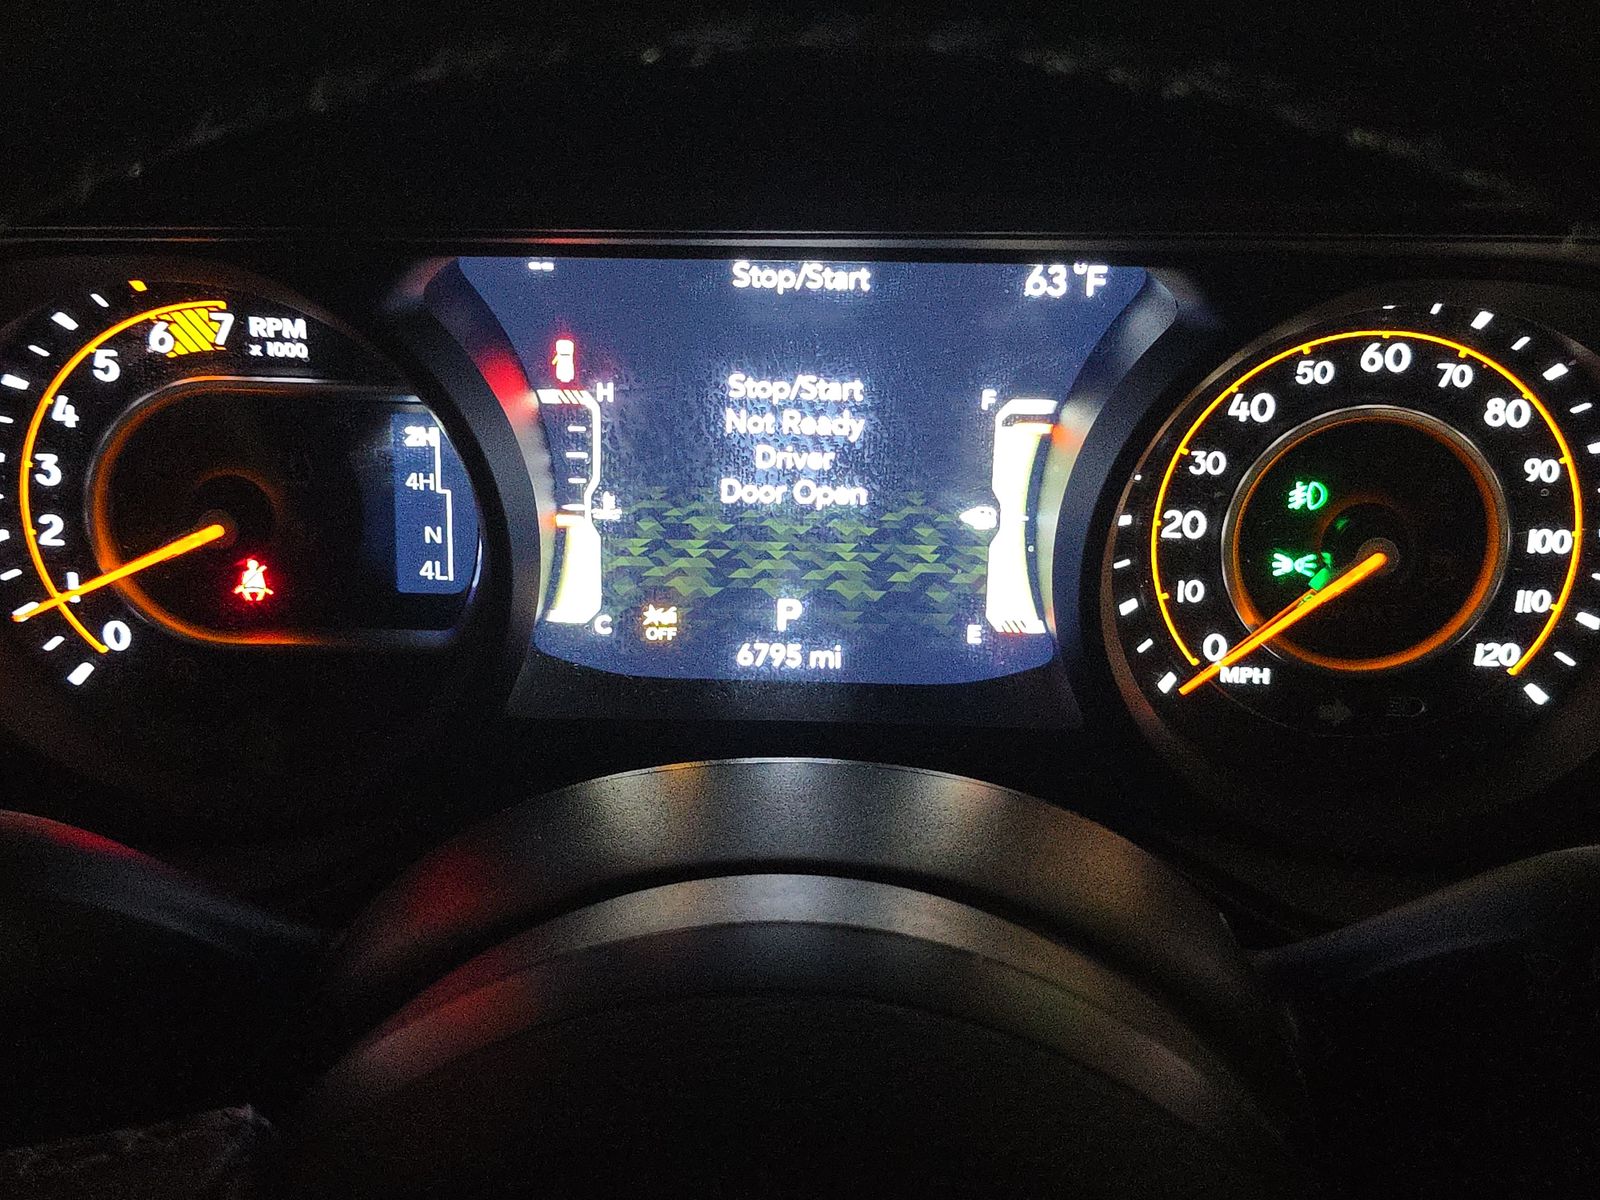 Stop/Start
63°F
Stop/Start
Not Ready
Driver
Door Open
H
C
F
E
OFF
P
6795 mi
0
1
2
3
4
5
6
7
RPM
x 1000
2H
4H
N
4L
0
10
20
30
40
50
60
70
80
90
100
110
120
MPH